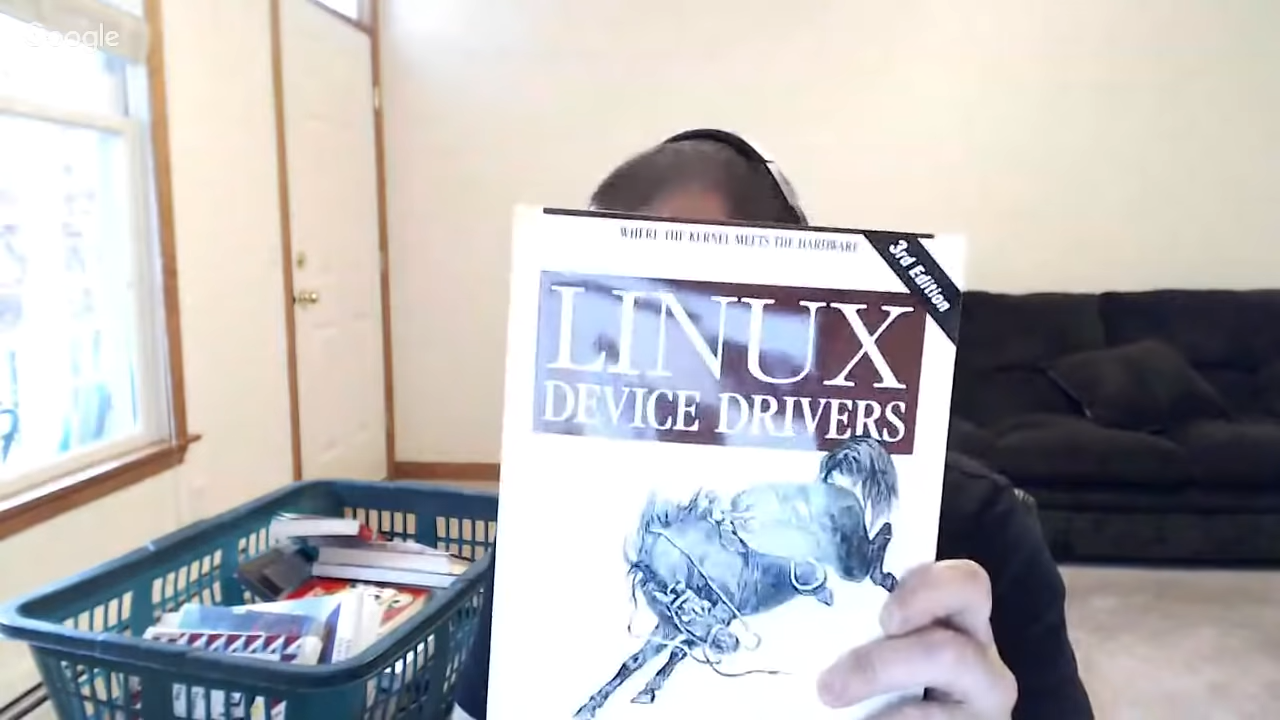 Google
WHERE THE KERNEL MEETS THE HARDWARE
3rd Edition
LINUX
DEVICE DRIVERS